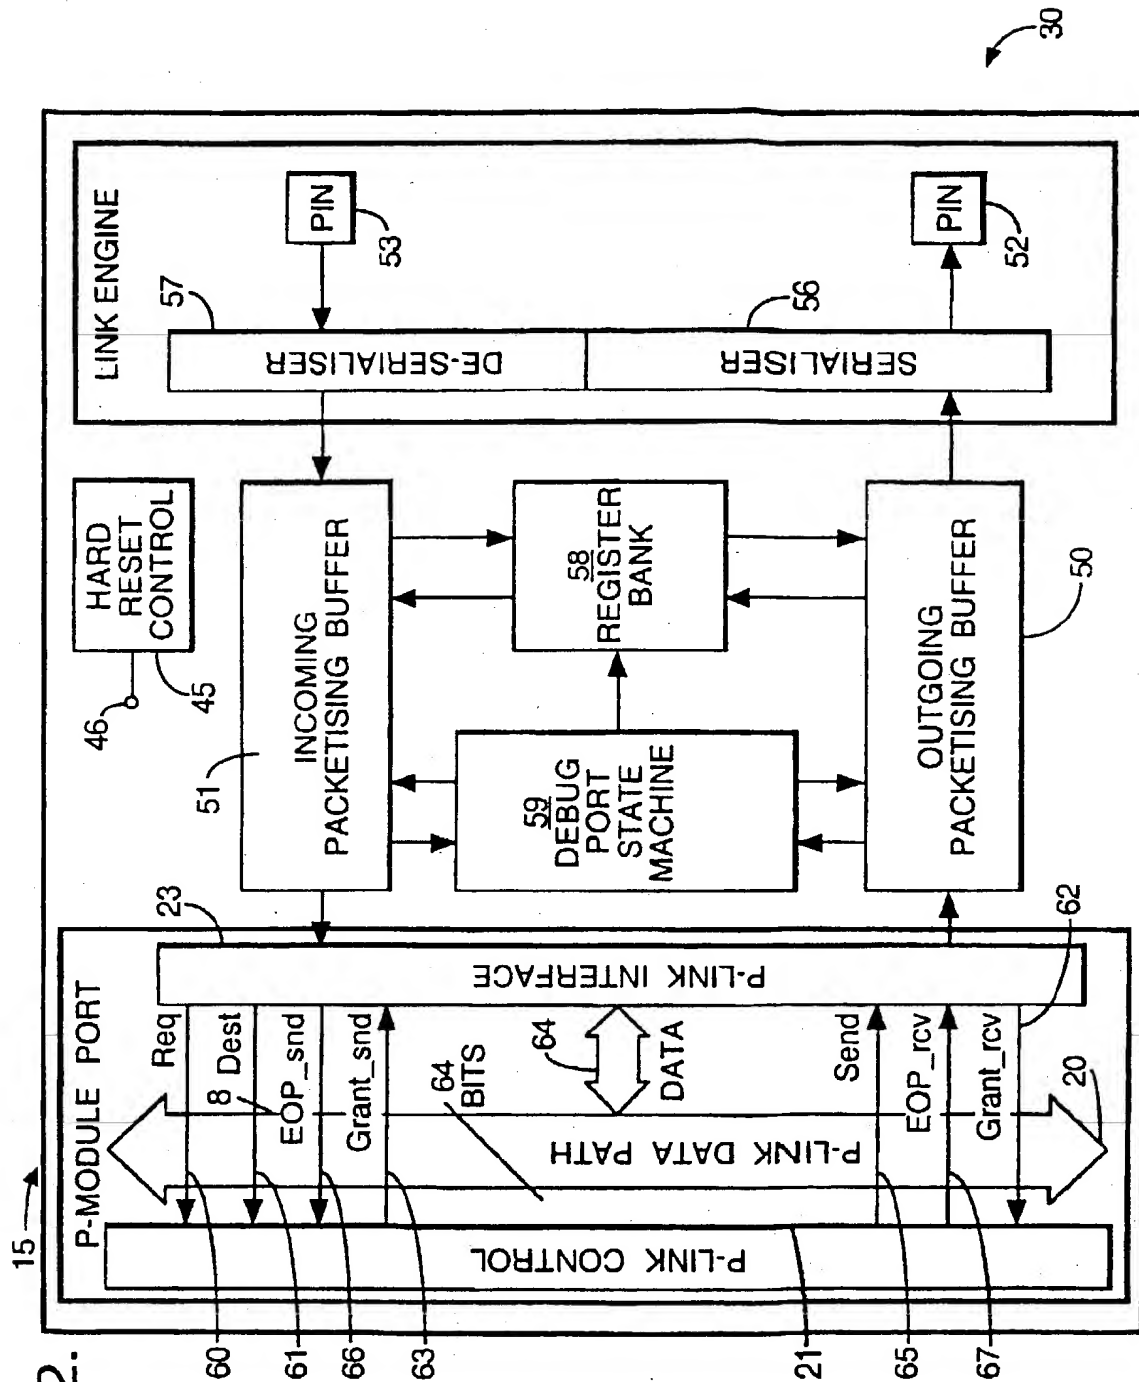 2.
15
30
P-MODULE PORT
P-LINK CONTROL
21
P-LINK DATA PATH
20
64
BITS
8
Req
Dest
EOP_snd
Grant_snd
64
DATA
Send
EOP_rcv
Grant_rcv
60
61
66
63
65
67
62
23
P-LINK INTERFACE
HARD
RESET
CONTROL
45
46
51
INCOMING
PACKETISING BUFFER
59
DEBUG
PORT
STATE
MACHINE
58
REGISTER
BANK
OUTGOING
PACKETISING BUFFER
50
LINK ENGINE
57
DE-SERIALISER
56
SERIALISER
PIN
53
PIN
52